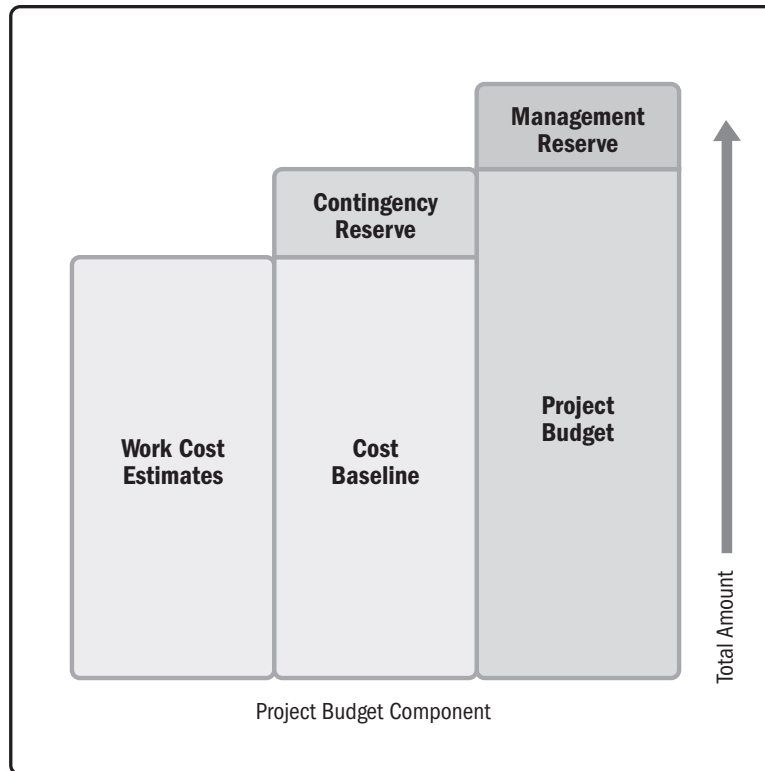 Management
Reserve
Contingency
Reserve
Work Cost
Estimates
Cost
Baseline
Project
Budget
Total Amount
Project Budget Component